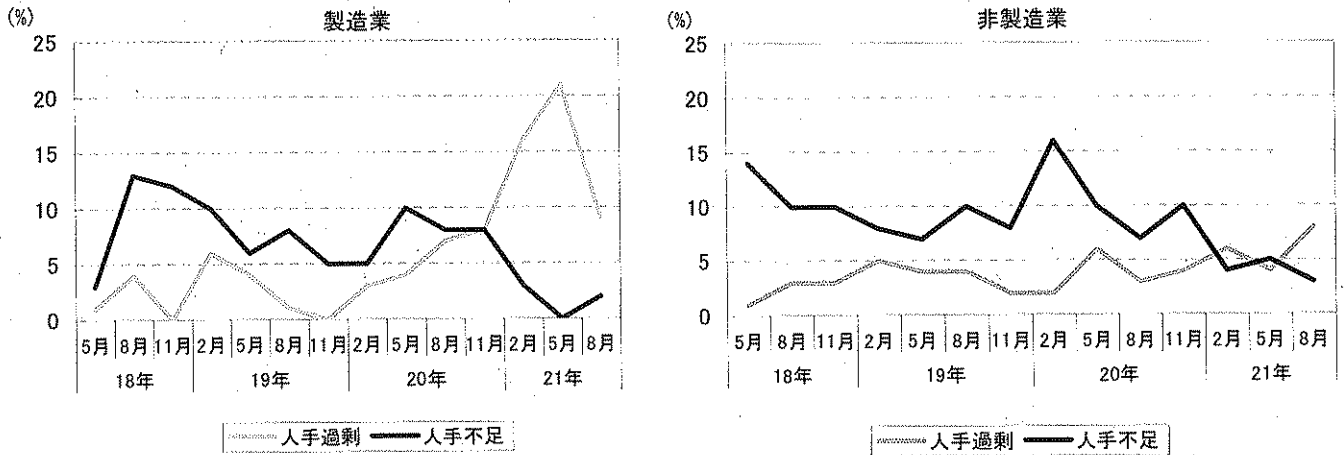 製造業
(%)
25
20
15
10
5
0
5月 8月 11月 2月 5月 8月 11月 2月 5月 8月 11月 2月 5月 8月
18年 19年 20年 21年
人手過剰 人手不足
非製造業
(%)
25
20
15
10
5
0
5月 8月 11月 2月 5月 8月 11月 2月 5月 8月 11月 2月 5月 8月
18年 19年 20年 21年
人手過剰 人手不足